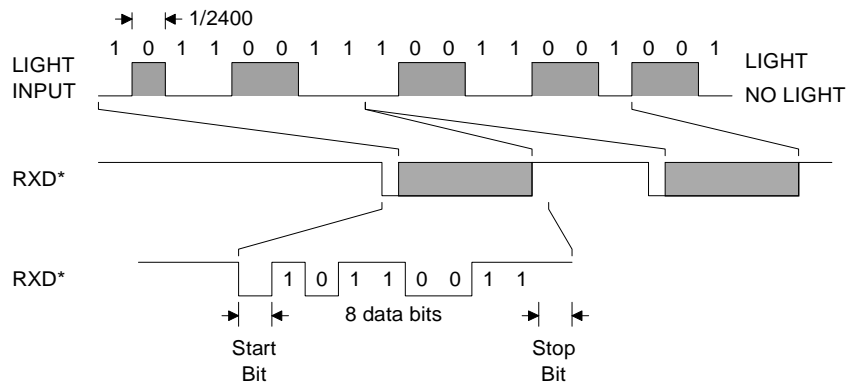 1/2400
1 0 1 1 0 0 1 1 1 0 0 1 1 0 0 1 0 0 1
LIGHT
INPUT
LIGHT
NO LIGHT
RXD*
RXD*
1 0 1 1 0 0 1 1
8 data bits
Start
Bit
Stop
Bit